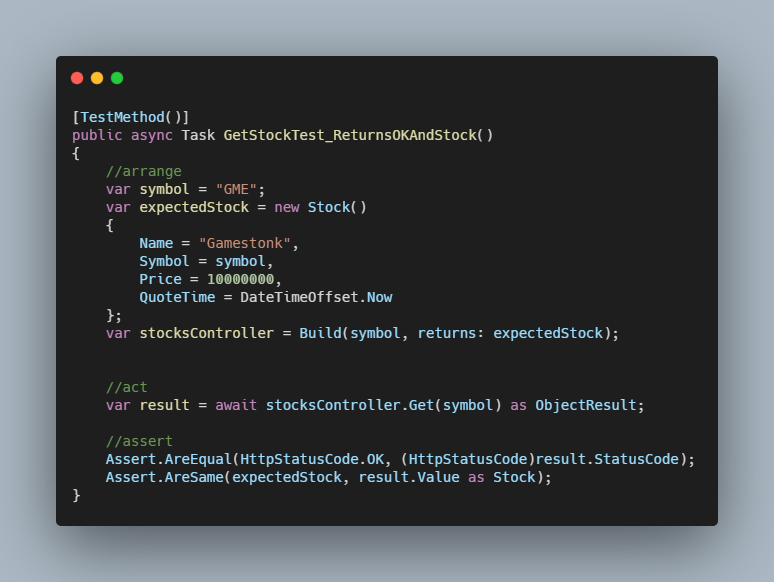 [TestMethod()]
public async Task GetStockTest_ReturnsOKAndStock()
{
    //arrange
    var symbol = "GME";
    var expectedStock = new Stock()
    {
        Name = "Gamestonk",
        Symbol = symbol,
        Price = 10000000,
        QuoteTime = DateTimeOffset.Now
    };
    var stocksController = Build(symbol, returns: expectedStock);
    //act
    var result = await stocksController.Get(symbol) as ObjectResult;
    //assert
    Assert.AreEqual(HttpStatusCode.OK, (HttpStatusCode)result.StatusCode);
    Assert.AreSame(expectedStock, result.Value as Stock);
}